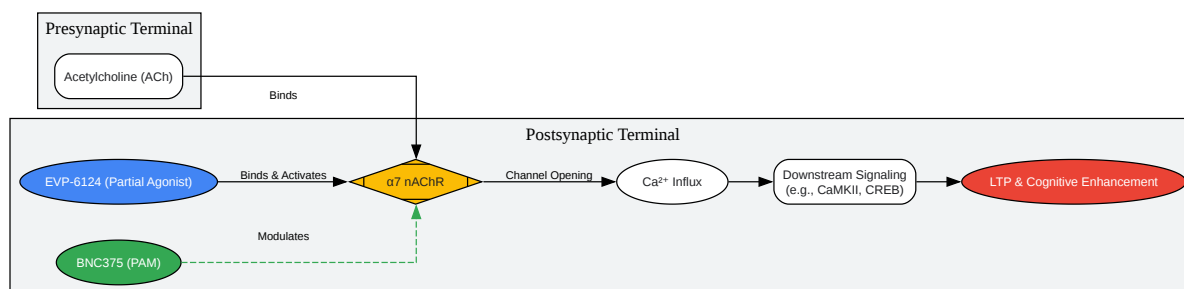 Presynaptic Terminal
Acetylcholine (ACh)
Binds
Postsynaptic Terminal
EVP-6124 (Partial Agonist)
Binds & Activates
α7 nAChR
Channel Opening
Ca²⁺ Influx
Downstream Signaling
(e.g., CaMKII, CREB)
LTP & Cognitive Enhancement
Modulates
BNC375 (PAM)